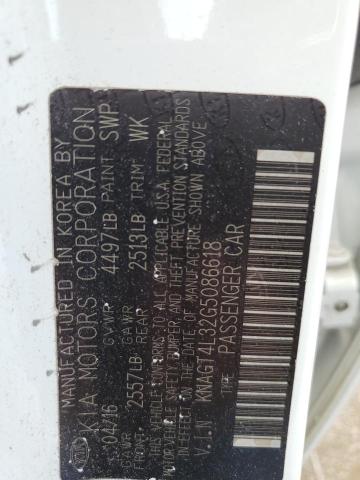 MANUFACTURED IN KOREA BY
KIA MOTORS CORPORATION
04/16 GVWR 4497LB PAINT SWP
GAWR FRONT 2557LB GAWR REAR 2513LB TRIM WK
THIS VEHICLE CONFORMS TO ALL APPLICABLE U.S.A FEDERAL
MOTOR VEHICLE SAFETY, BUMPER, AND THEFT PREVENTION STANDARDS
IN EFFECT ON THE DATE OF MANUFACTURE SHOWN ABOVE
V.I.N KNAGT4L32G5086618
TYPE PASSENGER CAR